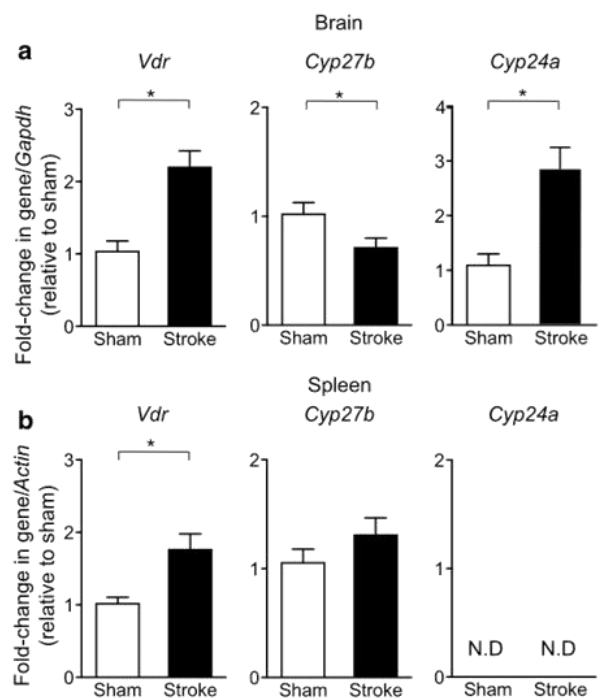 Brain
a
Vdr
Cyp27b
Cyp24a
Fold-change in gene/Gapdh
(relative to sham)
3
2
1
0
*
Sham Stroke
2
1
0
*
Sham Stroke
4
3
2
1
0
*
Sham Stroke
Spleen
b
Vdr
Cyp27b
Cyp24a
Fold-change in gene/Actin
(relative to sham)
3
2
1
0
*
Sham Stroke
2
1
0
Sham Stroke
2
1
0
N.D N.D
Sham Stroke